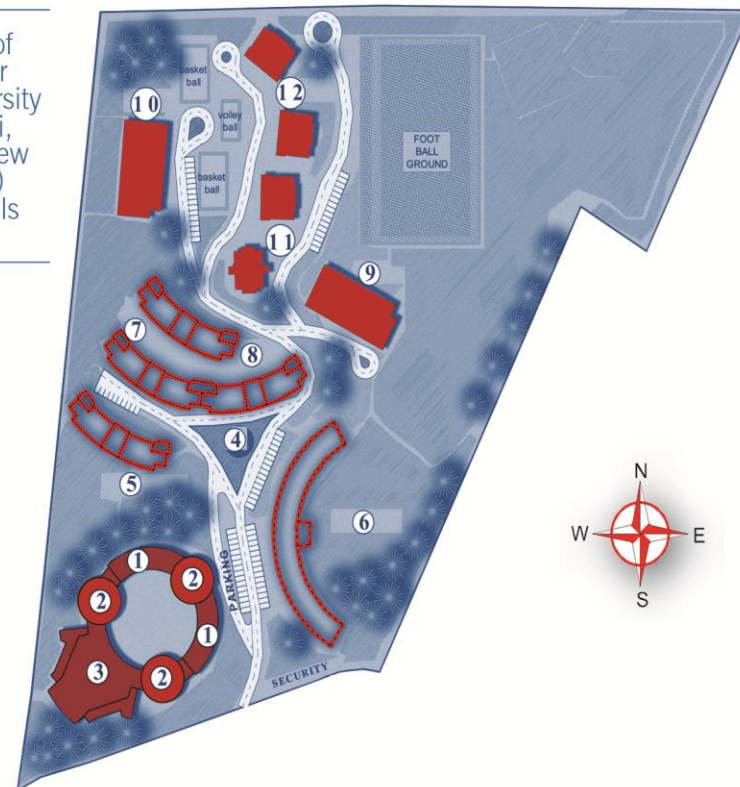 of
r
rsity
i,
ew
)
ls
basket
ball
12
10
volley
ball
FOOT
BALL
GROUND
basket
ball
11
9
7
8
4
5
6
PARKING
1
2
2
1
3
2
SECURITY
N
W E
S